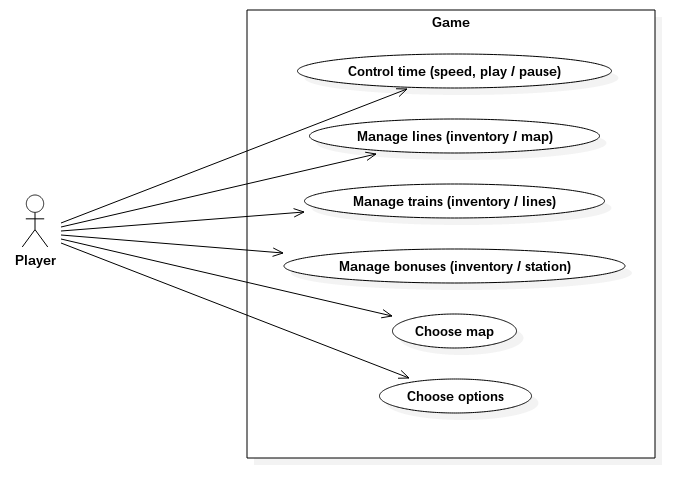 Game
Control time (speed, play / pause)
Manage lines (inventory / map)
Manage trains (inventory / lines)
Player
Manage bonuses (inventory / station)
Choose map
Choose options